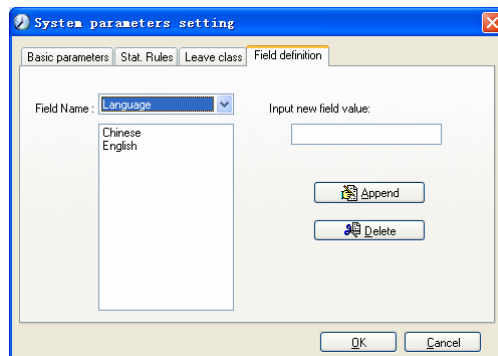 System parameters setting
Basic parameters Stat. Rules Leave class Field definition
Field Name : Language
Input new field value:
Chinese
English
Append
Delete
OK Cancel